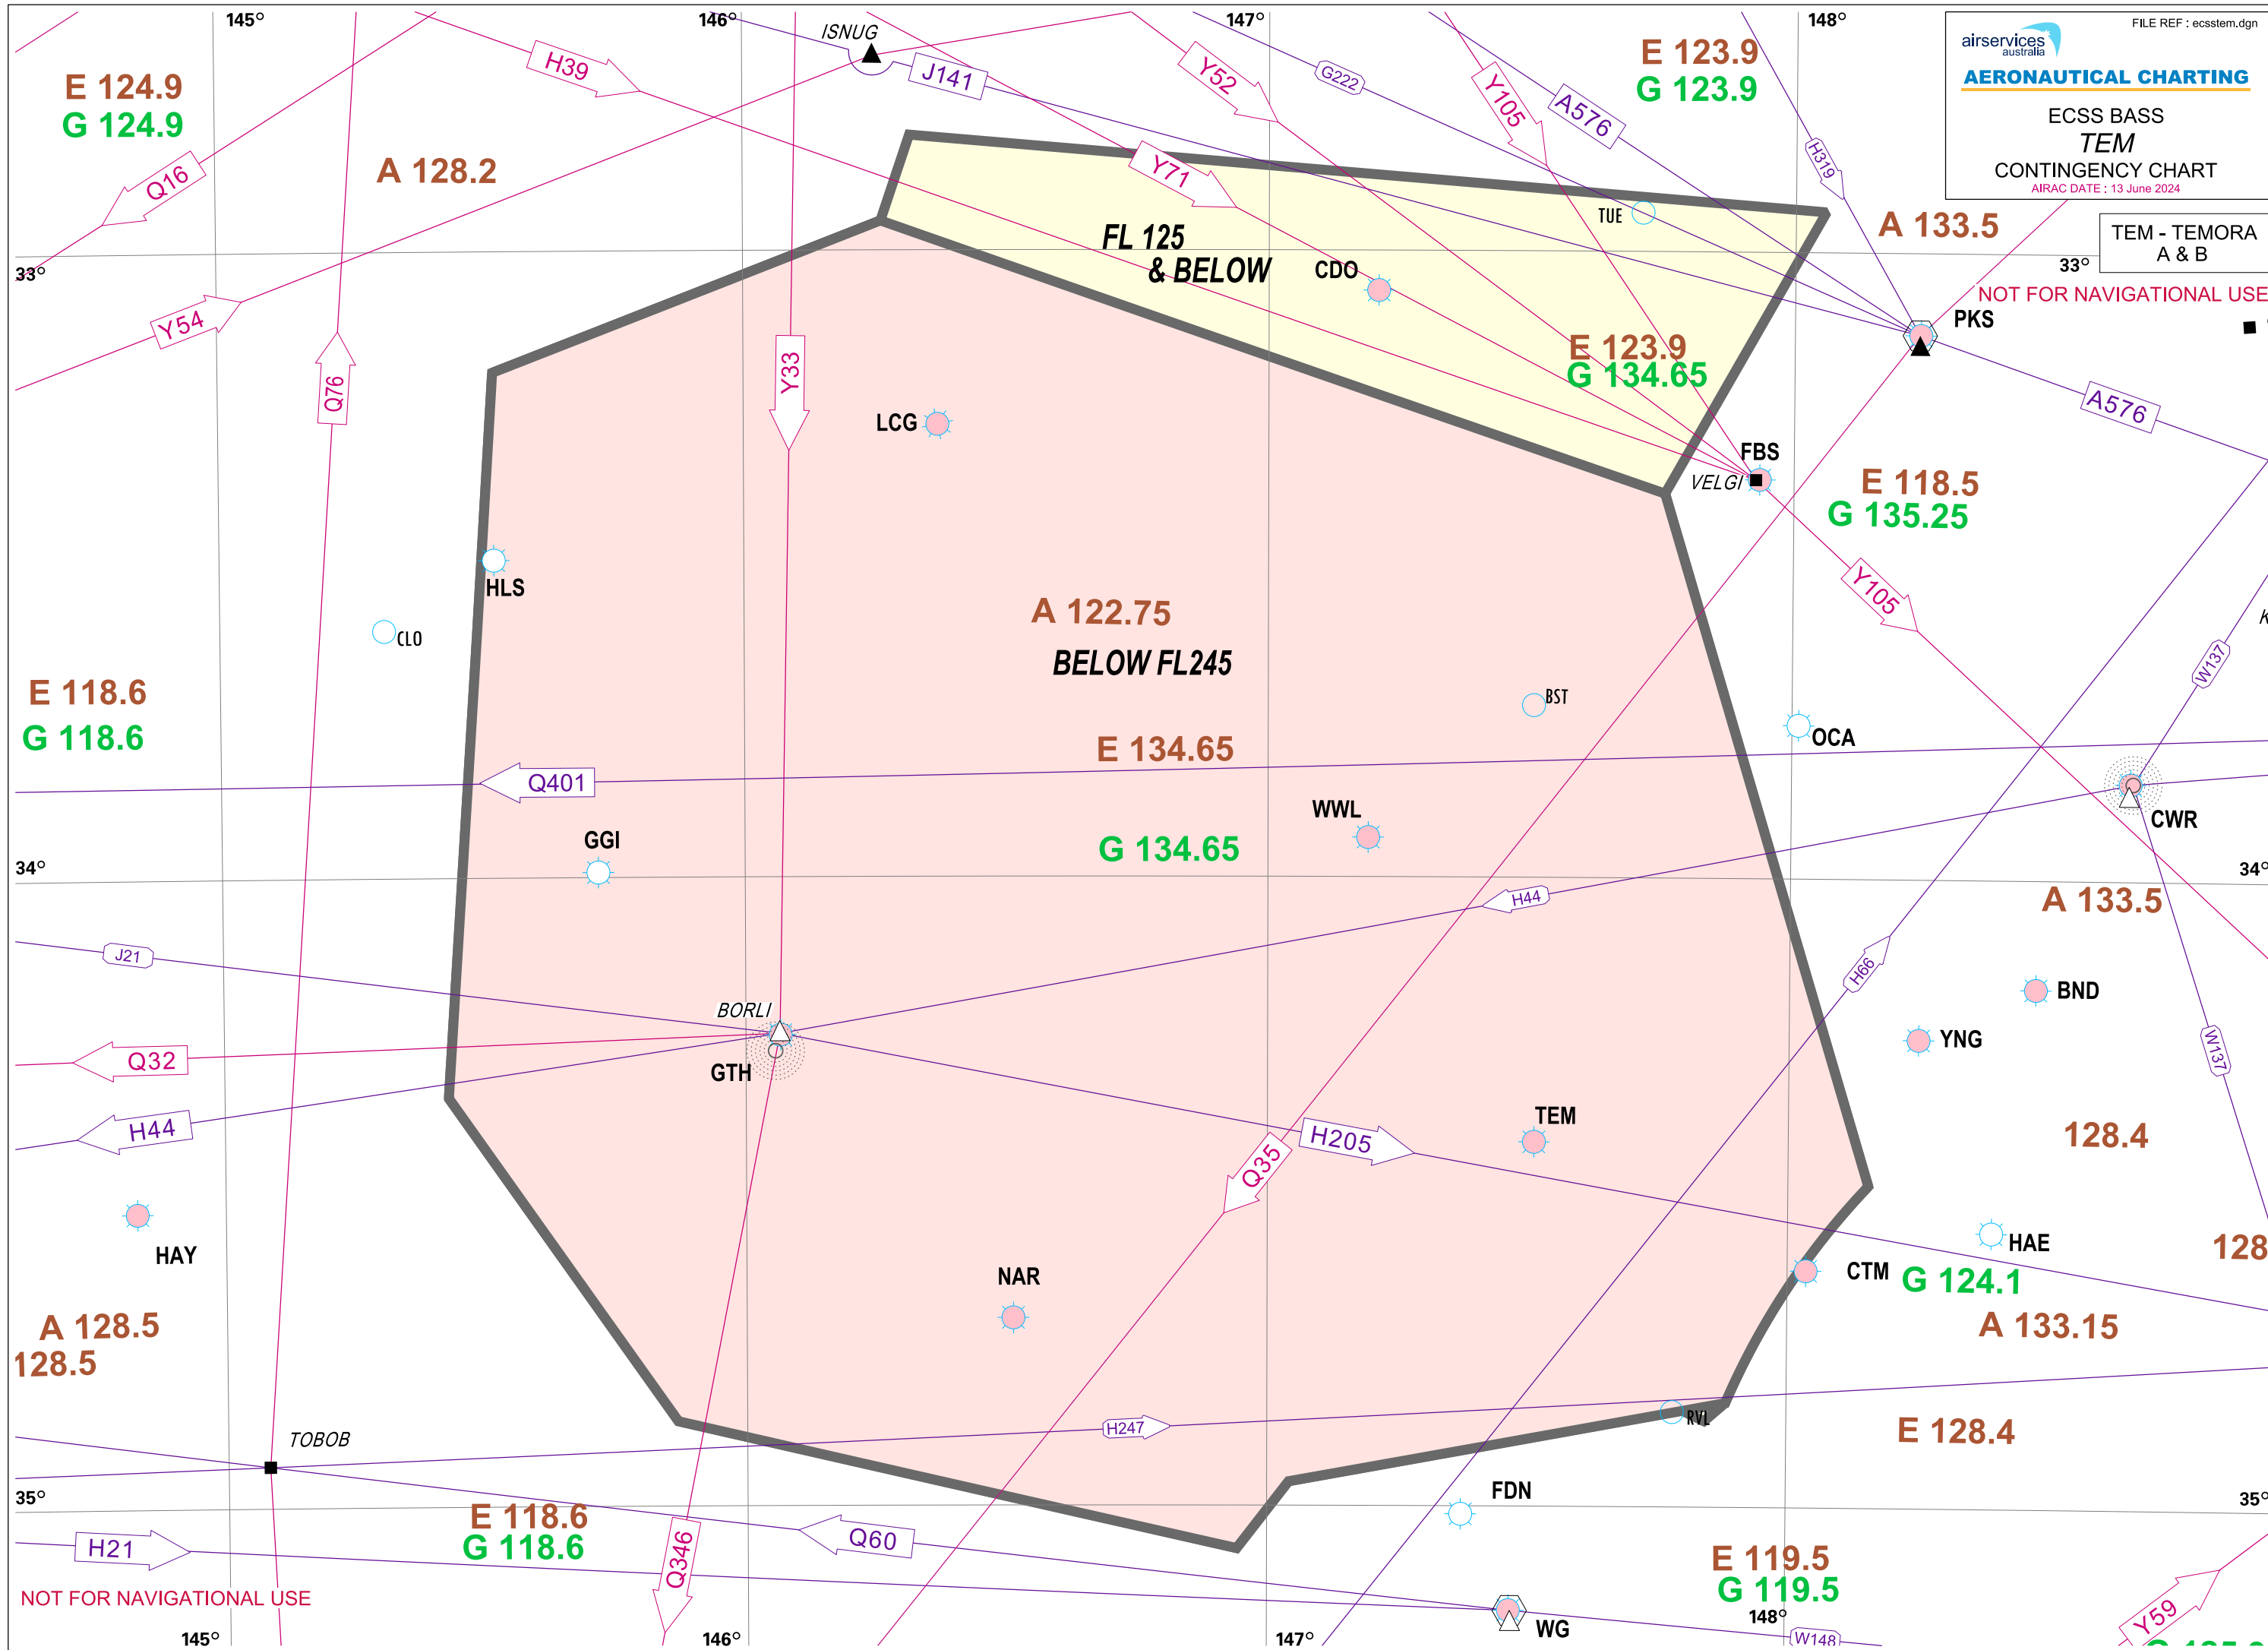 145°
146°
147°
148°
FILE REF : ecsstem.dgn
airservices
australia
AERONAUTICAL CHARTING
ECSS BASS
TEM
CONTINGENCY CHART
AIRAC DATE : 13 June 2024
TEM - TEMORA
A & B
NOT FOR NAVIGATIONAL USE
ISNUG
H39
J141
Y52
G222
Y105
A576
E 123.9
G 123.9
H319
E 124.9
G 124.9
Q16
A 128.2
Y71
TUE
A 133.5
FL 125
& BELOW
CDO
33°
33°
Y54
Q76
Y33
PKS
E 123.9
G 134.65
A576
LCG
FBS
VELGI
E 118.5
G 135.25
HLS
CLO
A 122.75
BELOW FL245
Y105
K
W137
E 118.6
G 118.6
BST
OCA
E 134.65
Q401
WWL
CWR
GGI
G 134.65
34°
34°
H44
A 133.5
J21
H66
BND
BORLI
YNG
W137
Q32
GTH
H44
TEM
H205
128.4
Q35
HAY
HAE
128
NAR
CTM
G 124.1
A 128.5
128.5
A 133.15
TOBOB
H247
RVL
E 128.4
35°
35°
FDN
E 118.6
G 118.6
H21
Q60
Q346
E 119.5
G 119.5
NOT FOR NAVIGATIONAL USE
WG
W148
Y59
145°
146°
147°
148°